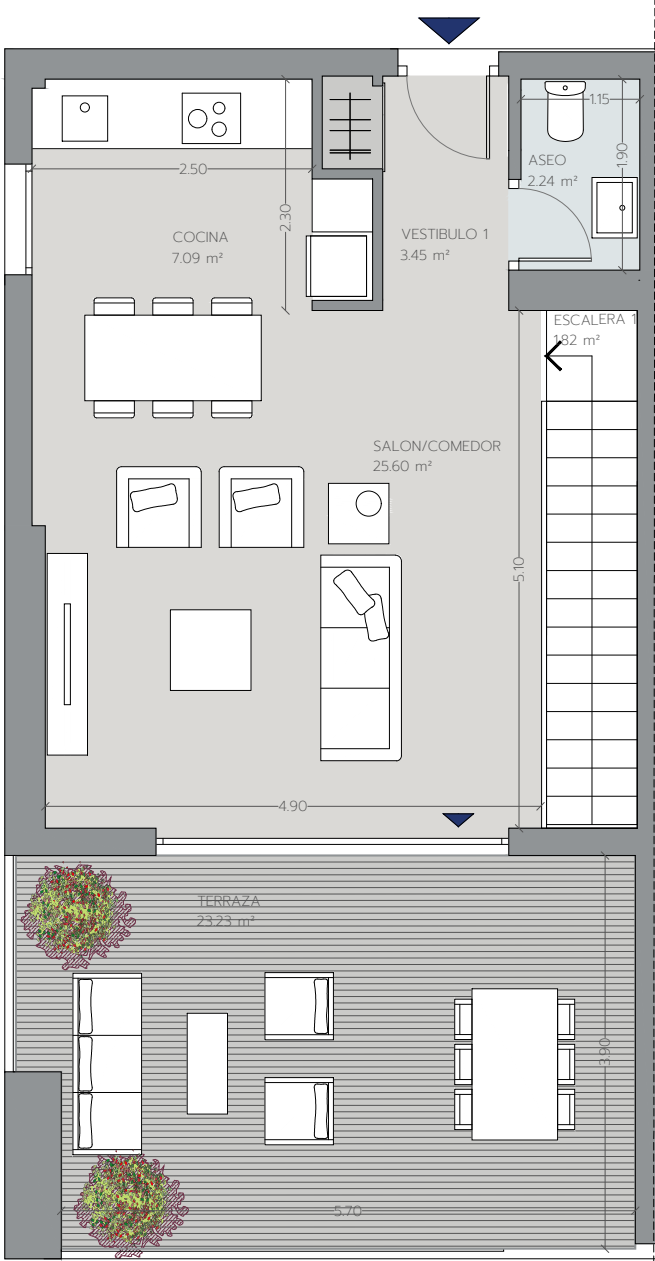 1.15
ASEO
2.24 m²
1.90
2.50
2.30
COCINA
7.09 m²
VESTIBULO 1
3.45 m²
ESCALERA 1
1.82 m²
SALON/COMEDOR
25.60 m²
5.10
4.90
TERRAZA
23.23 m²
3.90
5.70